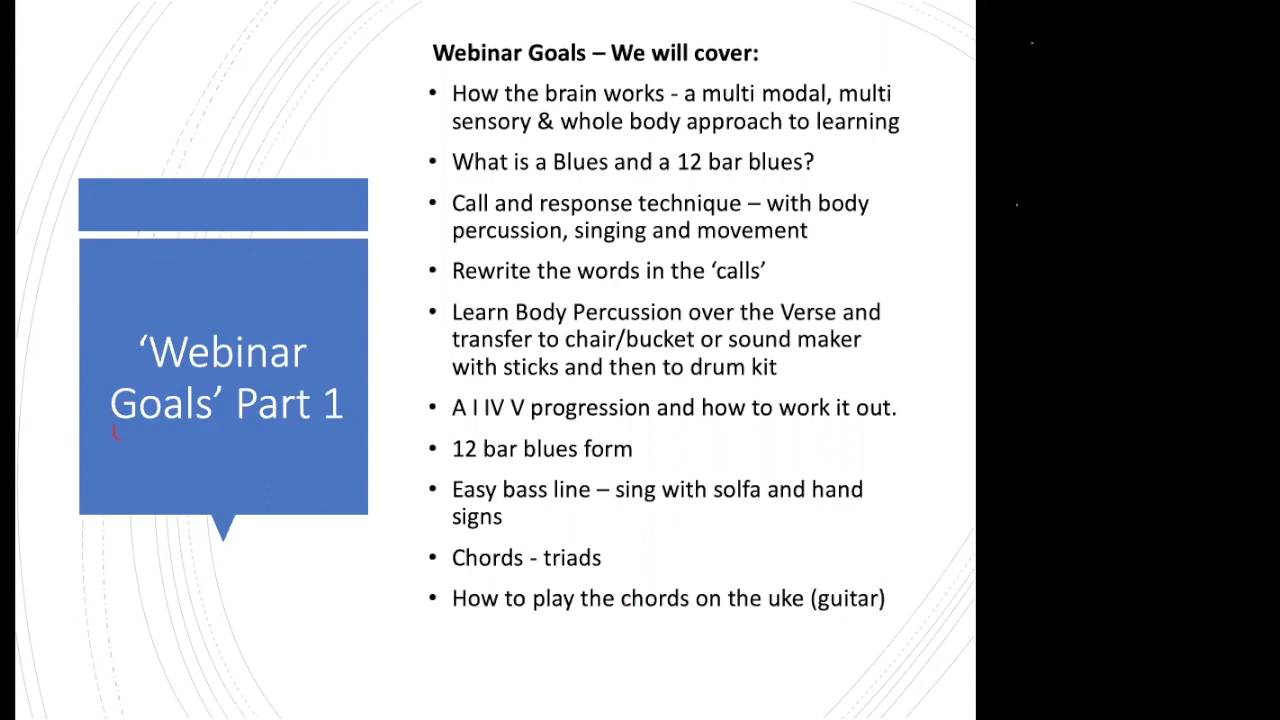 Webinar Goals – We will cover:
• How the brain works - a multi modal, multi
sensory & whole body approach to learning
• What is a Blues and a 12 bar blues?
• Call and response technique – with body
percussion, singing and movement
• Rewrite the words in the ‘calls’
• Learn Body Percussion over the Verse and
transfer to chair/bucket or sound maker
with sticks and then to drum kit
• A I IV V progression and how to work it out.
• 12 bar blues form
• Easy bass line – sing with solfa and hand
signs
• Chords - triads
• How to play the chords on the uke (guitar)
‘Webinar
Goals’ Part 1